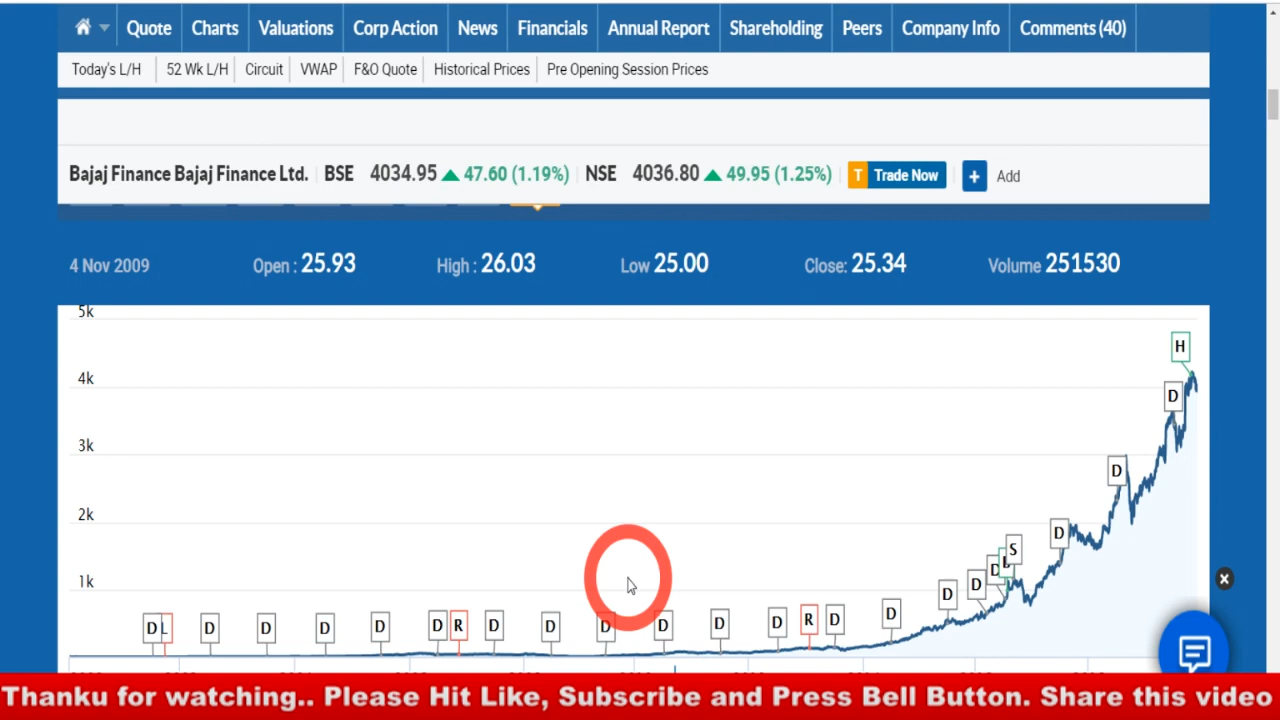 Quote Charts Valuations Corp Action News Financials Annual Report Shareholding Peers Company Info Comments (40)
Today's L/H 52 Wk L/H Circuit VWAP F&O Quote Historical Prices Pre Opening Session Prices
Bajaj Finance Bajaj Finance Ltd. BSE 4034.95 47.60 (1.19%) NSE 4036.80 49.95 (1.25%) T Trade Now + Add
4 Nov 2009 Open : 25.93 High : 26.03 Low 25.00 Close: 25.34 Volume 251530
5k
H
4k
D
3k
D
2k
D
S
D
1k
D
D
D L D D D D D R D D D D D D R D D
Thanku for watching.. Please Hit Like, Subscribe and Press Bell Button. Share this video